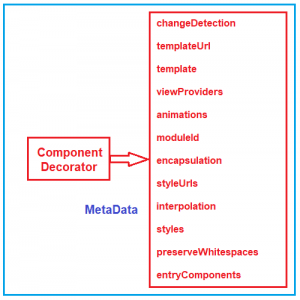 changeDetection
templateUrl
template
viewProviders
animations
moduleId
Component
Decorator
encapsulation
styleUrls
MetaData
interpolation
styles
preserveWhitespaces
entryComponents